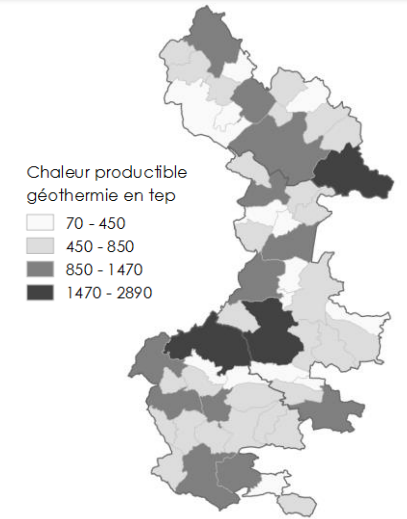 Chaleur productible
géothermie en tep
70 - 450
450 - 850
850 - 1470
1470 - 2890